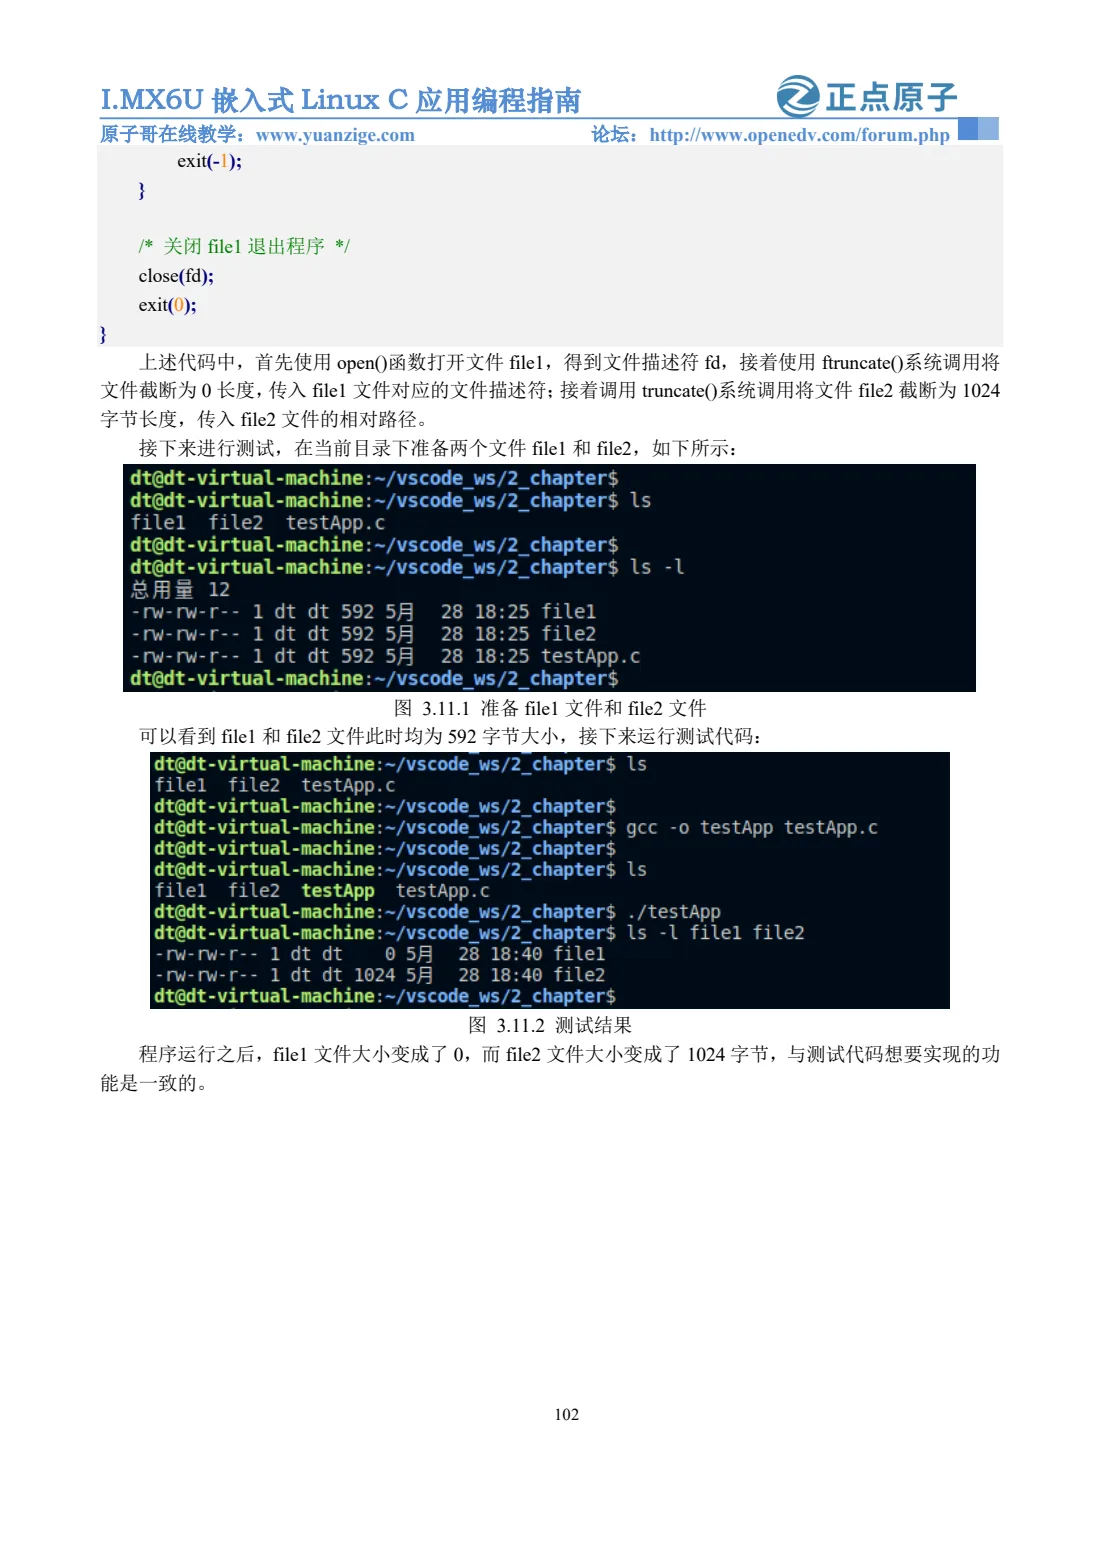 I.MX6U 嵌入式 Linux C 应用编程指南
正点原子
原子哥在线教学：www.yuanzige.com 论坛：http://www.openedv.com/forum.php
exit(-1);
}
/* 关闭 file1 退出程序 */
close(fd);
exit(0);
}
上述代码中，首先使用 open()函数打开文件 file1，得到文件描述符 fd，接着使用 ftruncate()系统调用将
文件截断为 0 长度，传入 file1 文件对应的文件描述符；接着调用 truncate()系统调用将文件 file2 截断为 1024
字节长度，传入 file2 文件的相对路径。
接下来进行测试，在当前目录下准备两个文件 file1 和 file2，如下所示：
dt@dt-virtual-machine:~/vscode_ws/2_chapter$
dt@dt-virtual-machine:~/vscode_ws/2_chapter$ ls
file1  file2  testApp.c
dt@dt-virtual-machine:~/vscode_ws/2_chapter$
dt@dt-virtual-machine:~/vscode_ws/2_chapter$ ls -l
总用量 12
-rw-rw-r-- 1 dt dt 592 5月  28 18:25 file1
-rw-rw-r-- 1 dt dt 592 5月  28 18:25 file2
-rw-rw-r-- 1 dt dt 592 5月  28 18:25 testApp.c
dt@dt-virtual-machine:~/vscode_ws/2_chapter$
图 3.11.1 准备 file1 文件和 file2 文件
可以看到 file1 和 file2 文件此时均为 592 字节大小，接下来运行测试代码：
dt@dt-virtual-machine:~/vscode_ws/2_chapter$ ls
file1  file2  testApp.c
dt@dt-virtual-machine:~/vscode_ws/2_chapter$
dt@dt-virtual-machine:~/vscode_ws/2_chapter$ gcc -o testApp testApp.c
dt@dt-virtual-machine:~/vscode_ws/2_chapter$
dt@dt-virtual-machine:~/vscode_ws/2_chapter$ ls
file1  file2  testApp  testApp.c
dt@dt-virtual-machine:~/vscode_ws/2_chapter$ ./testApp
dt@dt-virtual-machine:~/vscode_ws/2_chapter$ ls -l file1 file2
-rw-rw-r-- 1 dt dt    0 5月  28 18:40 file1
-rw-rw-r-- 1 dt dt 1024 5月  28 18:40 file2
dt@dt-virtual-machine:~/vscode_ws/2_chapter$
图 3.11.2 测试结果
程序运行之后，file1 文件大小变成了 0，而 file2 文件大小变成了 1024 字节，与测试代码想要实现的功
能是一致的。
102